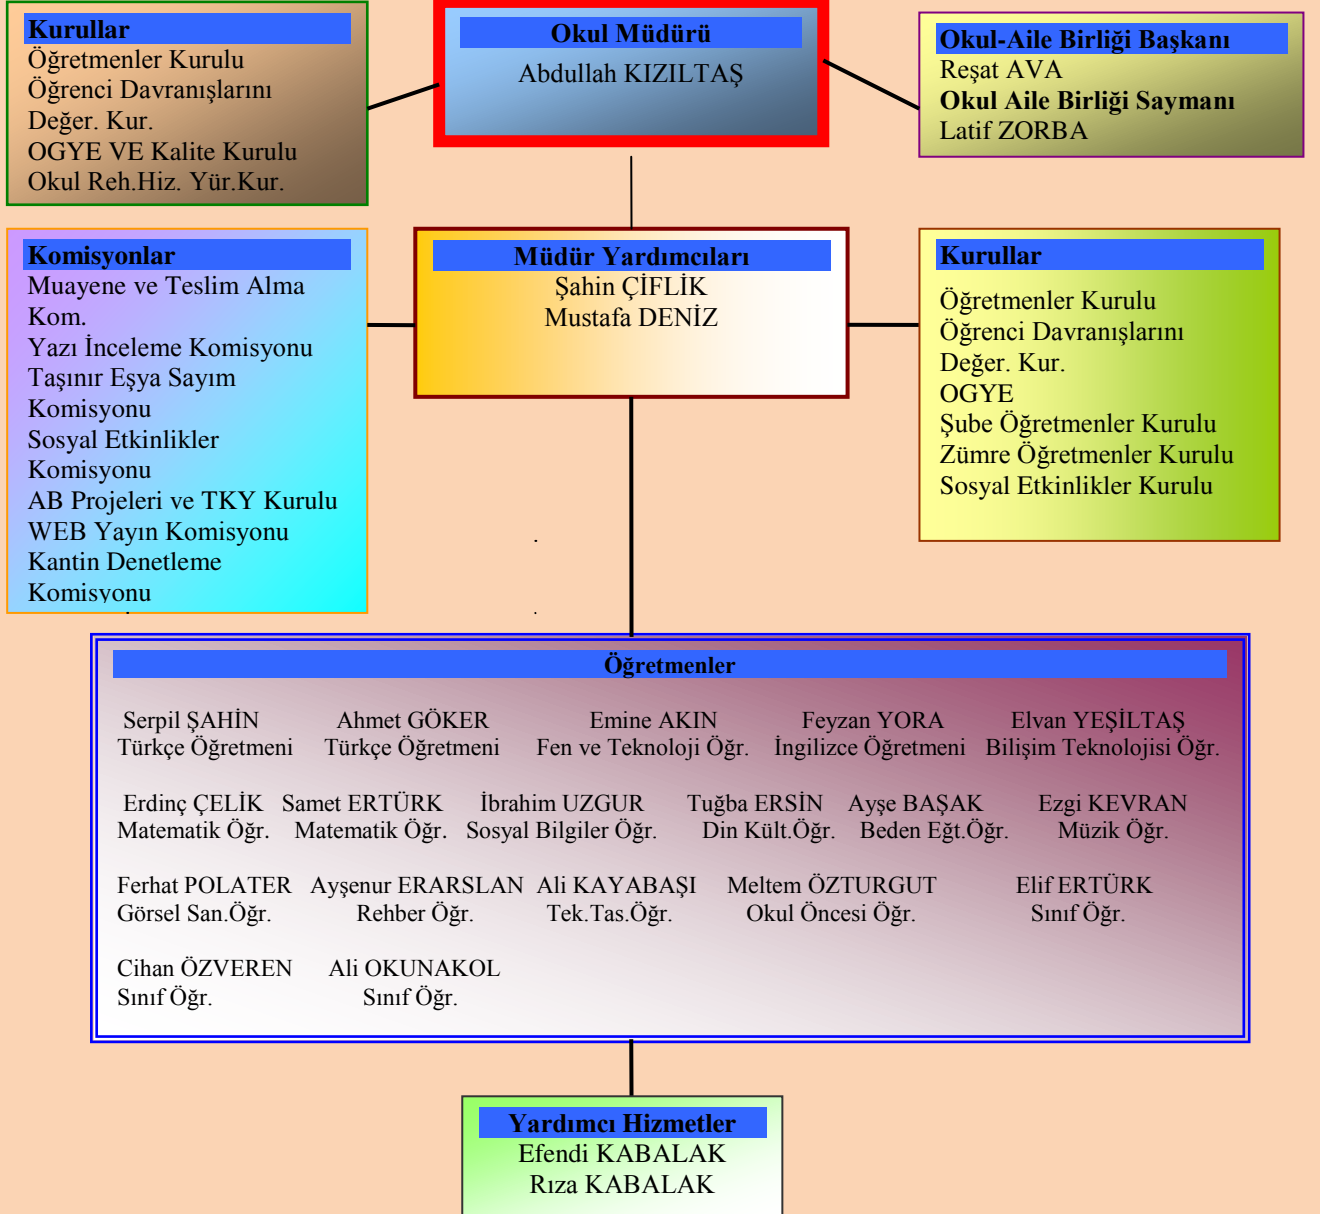 Kurullar
Öğretmenler Kurulu
Öğrenci Davranışlarını
Değer. Kur.
OGYE VE Kalite Kurulu
Okul Reh.Hiz. Yür.Kur.
Okul Müdürü
Abdullah KIZILTAŞ
Okul-Aile Birliği Başkanı
Reşat AVA
Okul Aile Birliği Saymanı
Latif ZORBA
Komisyonlar
Muayene ve Teslim Alma
Kom.
Yazı İnceleme Komisyonu
Taşınır Eşya Sayım
Komisyonu
Sosyal Etkinlikler
Komisyonu
AB Projeleri ve TKY Kurulu
WEB Yayın Komisyonu
Kantin Denetleme
Komisyonu
Müdür Yardımcıları
Şahin ÇİFLİK
Mustafa DENİZ
Kurullar
Öğretmenler Kurulu
Öğrenci Davranışlarını
Değer. Kur.
OGYE
Şube Öğretmenler Kurulu
Zümre Öğretmenler Kurulu
Sosyal Etkinlikler Kurulu
Öğretmenler
Serpil ŞAHİN Ahmet GÖKER Emine AKIN Feyzan YORA Elvan YEŞİLTAŞ
Türkçe Öğretmeni Türkçe Öğretmeni Fen ve Teknoloji Öğr. İngilizce Öğretmeni Bilişim Teknolojisi Öğr.
Erdinç ÇELİK Samet ERTÜRK İbrahim UZGUR Tuğba ERSİN Ayşe BAŞAK Ezgi KEVRAN
Matematik Öğr. Matematik Öğr. Sosyal Bilgiler Öğr. Din Kült.Öğr. Beden Eğt.Öğr. Müzik Öğr.
Ferhat POLATER Ayşenur ERARSLAN Ali KAYABAŞI Meltem ÖZTURGUT Elif ERTÜRK
Görsel San.Öğr. Rehber Öğr. Tek.Tas.Öğr. Okul Öncesi Öğr. Sınıf Öğr.
Cihan ÖZVEREN Ali OKUNAKOL
Sınıf Öğr. Sınıf Öğr.
Yardımcı Hizmetler
Efendi KABALAK
Rıza KABALAK